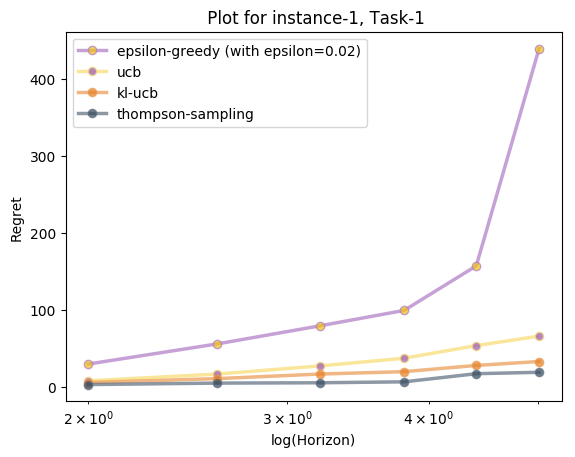 Plot for instance-1, Task-1
epsilon-greedy (with epsilon=0.02)
ucb
kl-ucb
thompson-sampling
Regret
400
300
200
100
0
2 × 10⁰
3 × 10⁰
4 × 10⁰
log(Horizon)